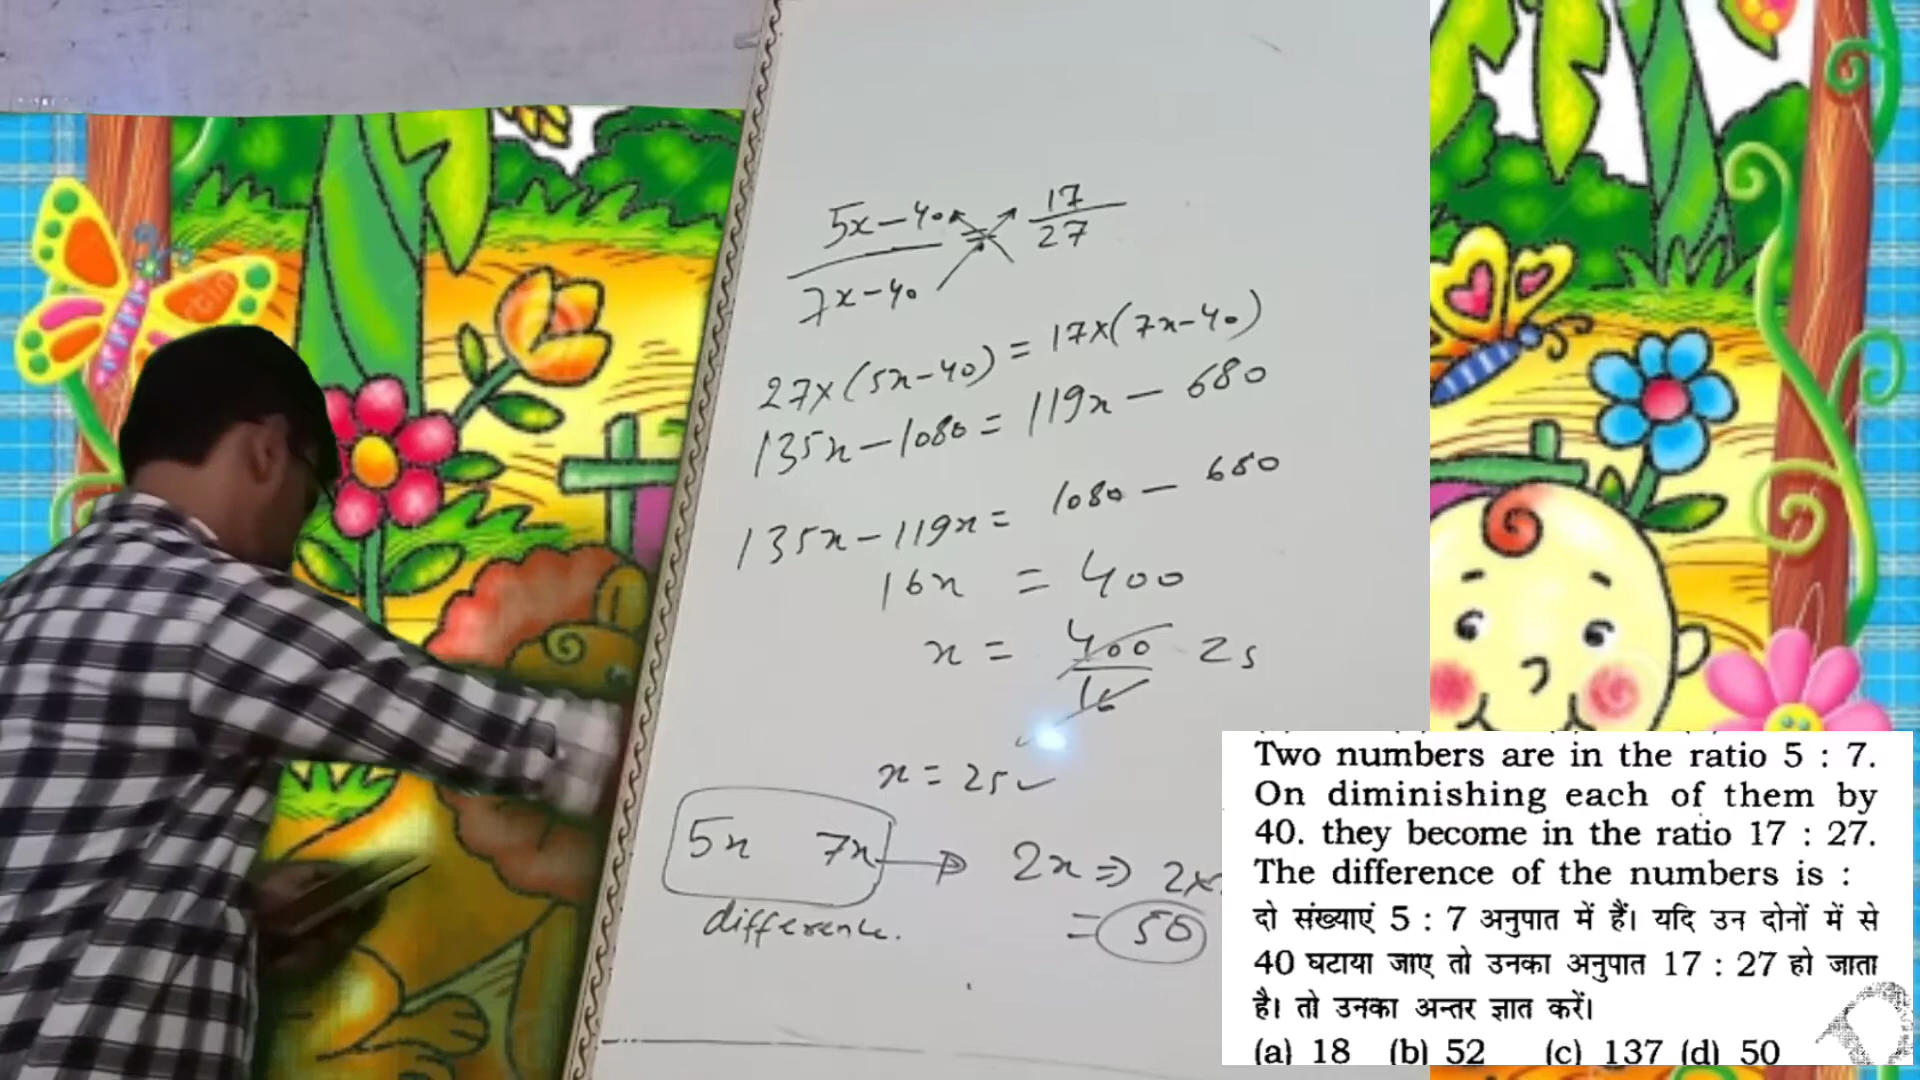 5x-40 = 17
7x-40 27
27×(5x-40) = 17×(7x-40)
135x-1080 = 119x - 680
135x-119x = 1080 - 680
16x = 400
x = 400 25
16
x = 25✓
5x 7x → 2x ⇒ 2×
difference. = 50
Two numbers are in the ratio 5 : 7.
On diminishing each of them by
40. they become in the ratio 17 : 27.
The difference of the numbers is :
दो संख्याएं 5 : 7 अनुपात में हैं। यदि उन दोनों में से
40 घटाया जाए तो उनका अनुपात 17 : 27 हो जाता
है। तो उनका अन्तर ज्ञात करें।
(a) 18 (b) 52 (c) 137 (d) 50